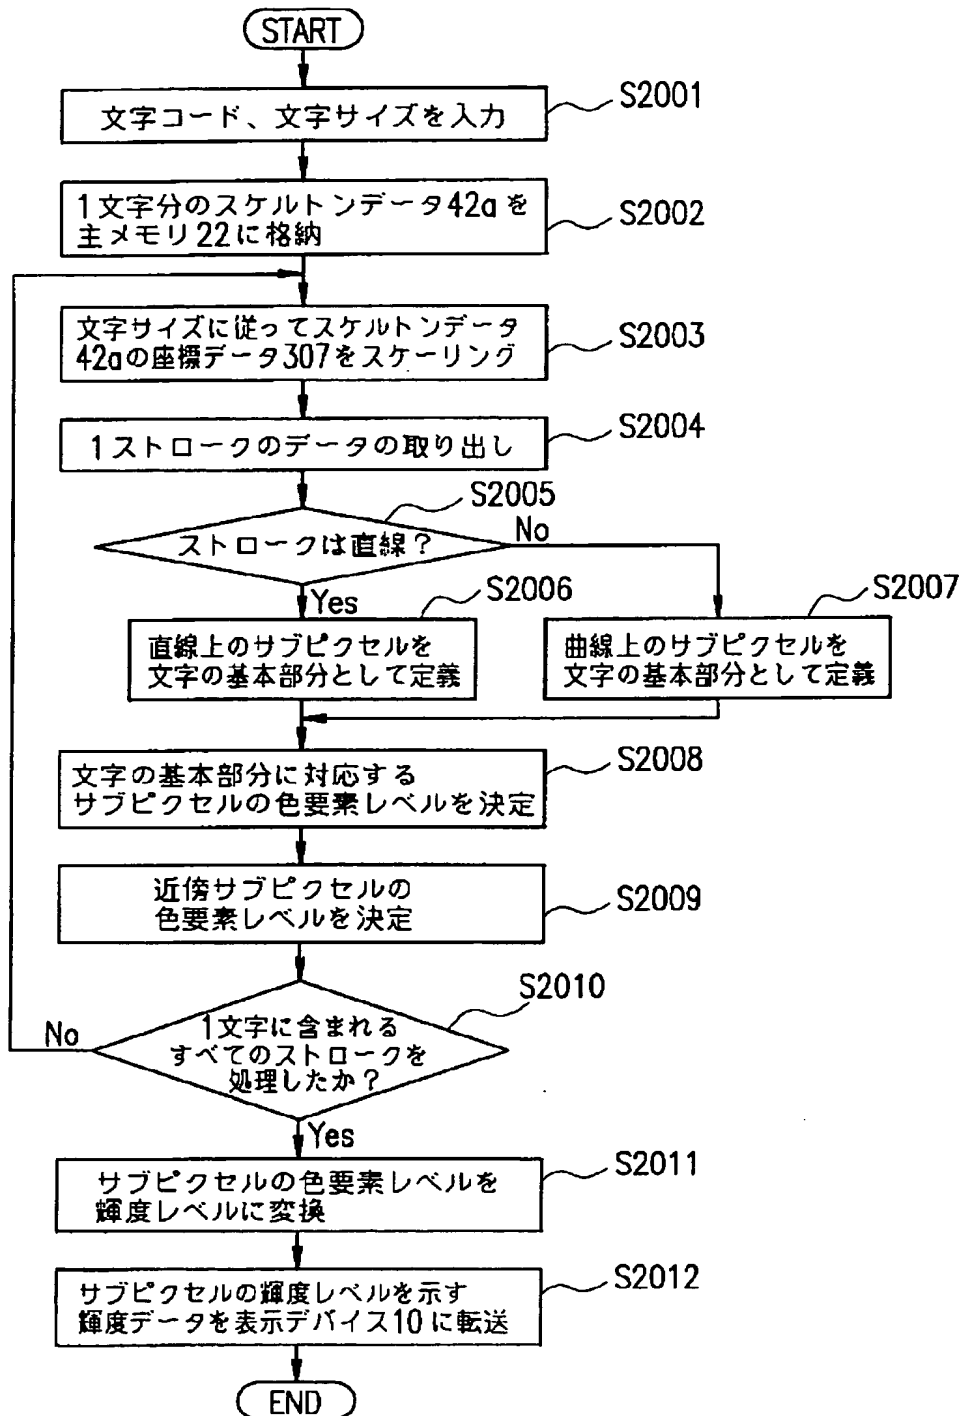 START
S2001
文字コード、文字サイズを入力
1文字分のスケルトンデータ42aを
主メモリ22に格納
S2002
文字サイズに従ってスケルトンデータ
42aの座標データ307をスケーリング
S2003
1ストロークのデータの取り出し
S2004
S2005
ストロークは直線?
No
Yes
S2006
S2007
直線上のサブピクセルを
文字の基本部分として定義
曲線上のサブピクセルを
文字の基本部分として定義
文字の基本部分に対応する
サブピクセルの色要素レベルを決定
S2008
近傍サブピクセルの
色要素レベルを決定
S2009
S2010
1文字に含まれる
すべてのストロークを
処理したか?
No
Yes
サブピクセルの色要素レベルを
輝度レベルに変換
S2011
サブピクセルの輝度レベルを示す
輝度データを表示デバイス10に転送
S2012
END